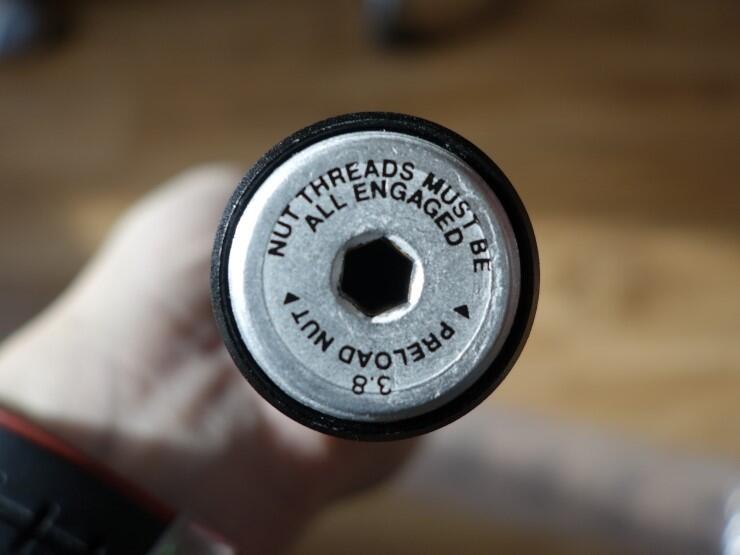 NUT THREADS MUST BE
ALL ENGAGED
PRELOAD NUT
3.8